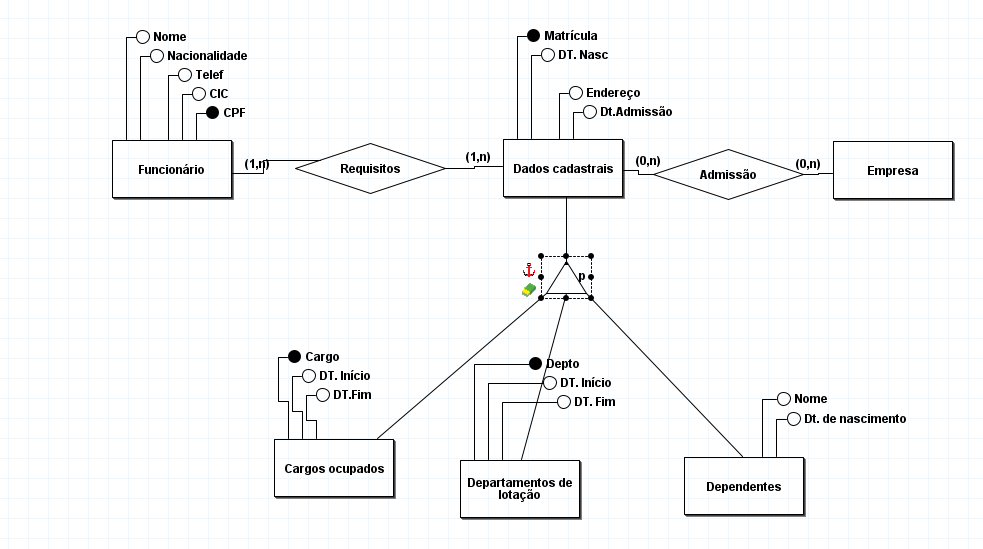 Nome
Nacionalidade
Telef
CIC
CPF
Funcionário
(1,n)
Requisitos
(1,n)
Matrícula
DT. Nasc
Endereço
Dt.Admissão
Dados cadastrais
(0,n)
Admissão
(0,n)
Empresa
p
Cargo
DT. Início
DT.Fim
Cargos ocupados
Depto
DT. Início
DT. Fim
Departamentos de
lotação
Nome
Dt. de nascimento
Dependentes